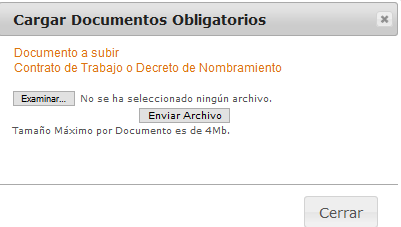 Cargar Documentos Obligatorios
Documento a subir
Contrato de Trabajo o Decreto de Nombramiento
Examinar... No se ha seleccionado ningún archivo.
Enviar Archivo
Tamaño Máximo por Documento es de 4Mb.
Cerrar